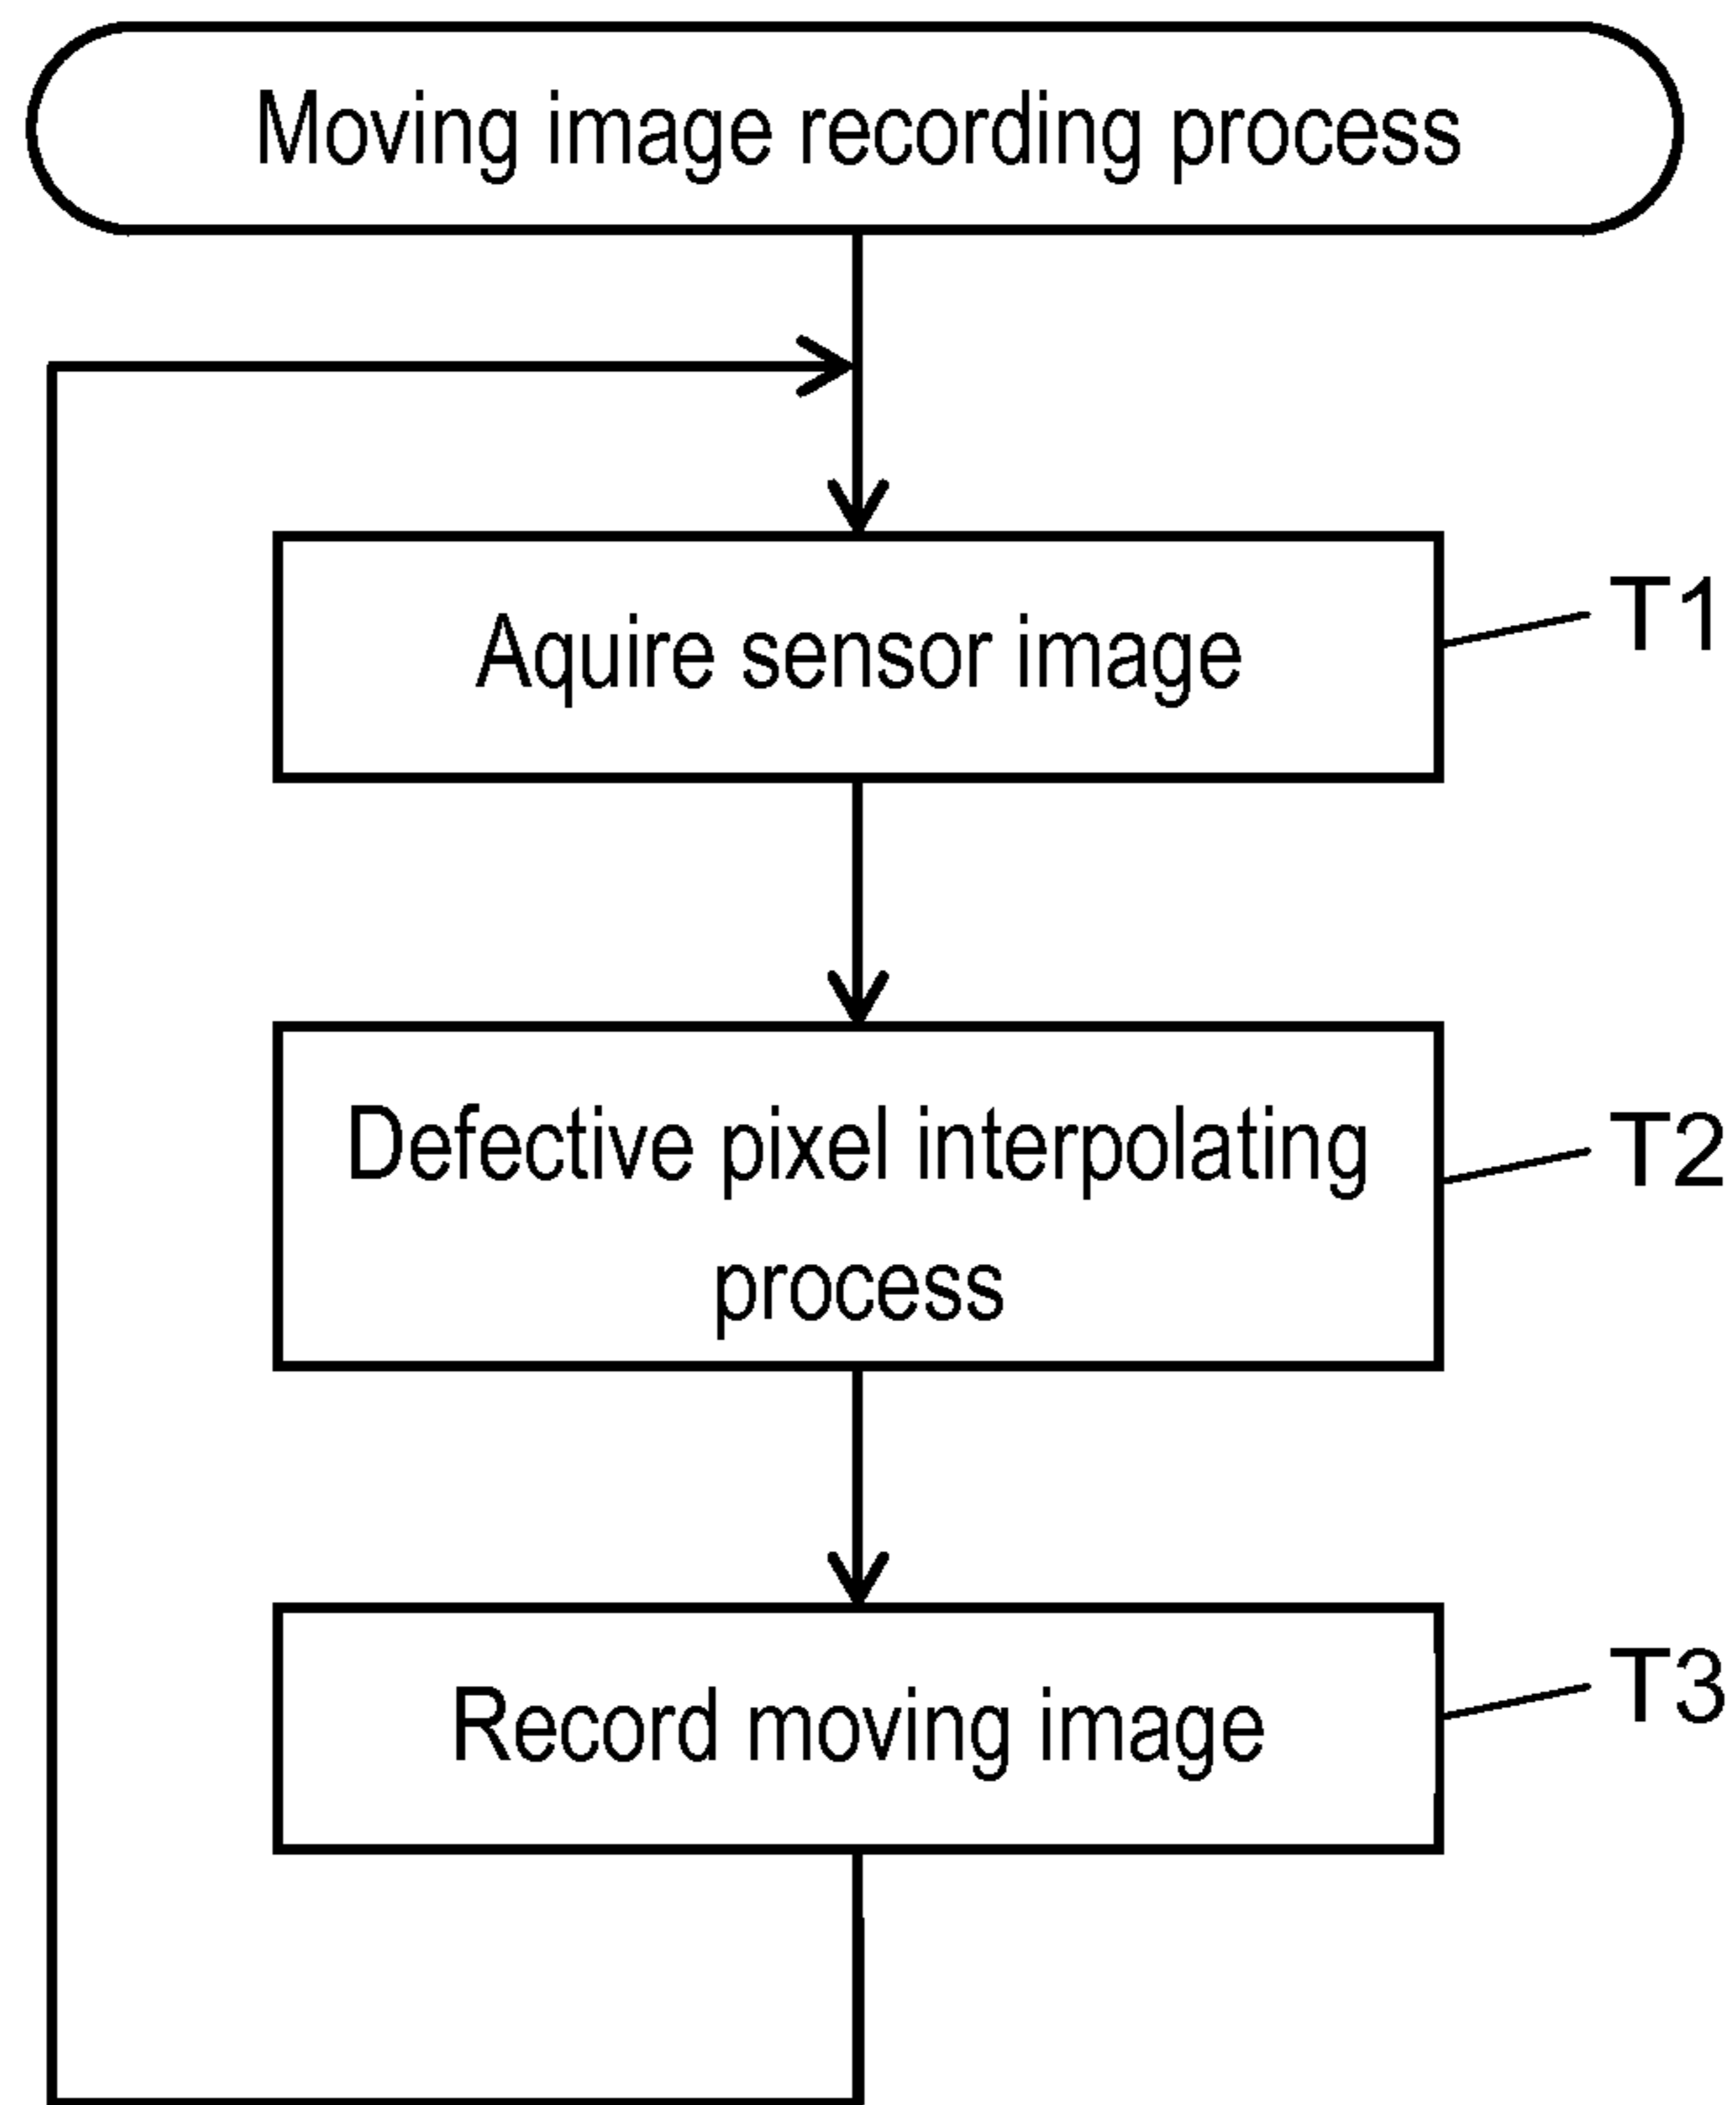 Moving image recording process
Aquire sensor image
T1
Defective pixel interpolating
process
T2
Record moving image
T3